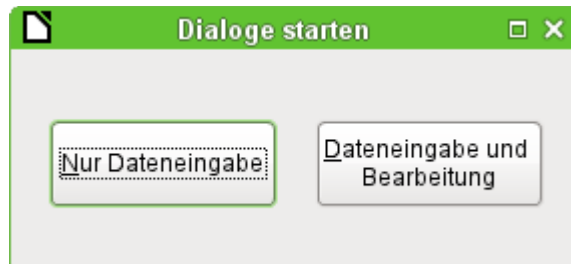 Dialoge starten
Nur Dateneingabe
Dateneingabe und
Bearbeitung